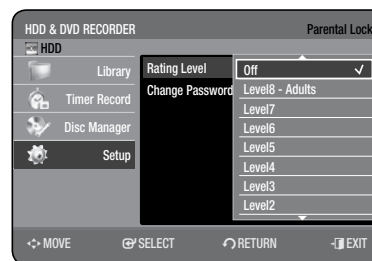 HDD & DVD RECORDER Parental Lock
HDD
Library
Timer Record
Disc Manager
Setup
Rating Level
Change Password
Off ✓
Level8 - Adults
Level7
Level6
Level5
Level4
Level3
Level2
MOVE SELECT RETURN EXIT